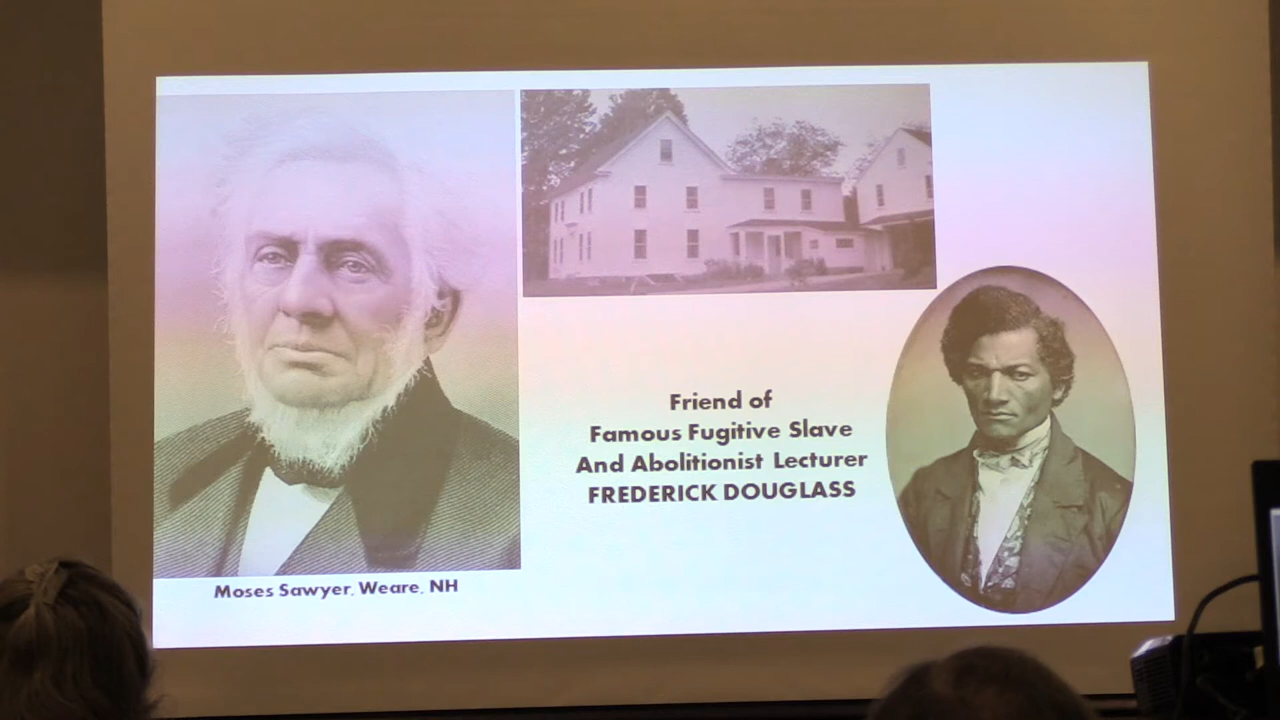 Friend of
Famous Fugitive Slave
And Abolitionist Lecturer
FREDERICK DOUGLASS
Moses Sawyer, Weare, NH